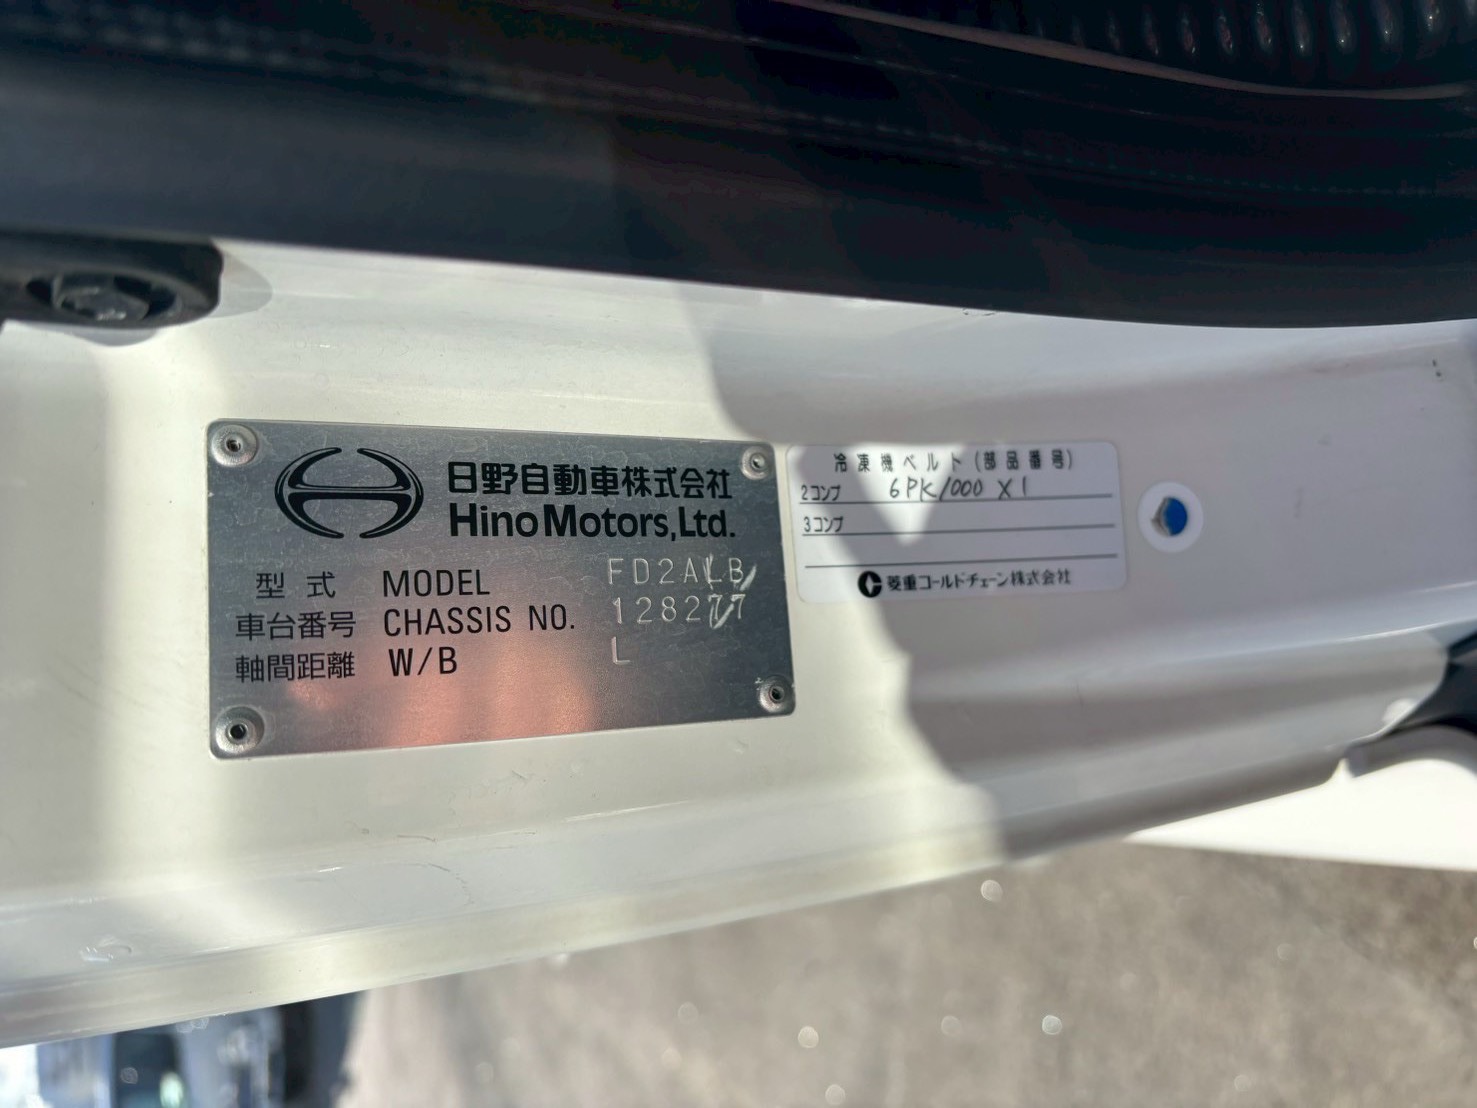 日野自動車株式会社
Hino Motors, Ltd.
型式 MODEL FD2ALB
車台番号 CHASSIS NO. 128277
軸間距離 W/B L
冷凍機ベルト(部品番号)
2コンプ 6PK1000 X1
3コンプ
菱重コールドチェーン株式会社